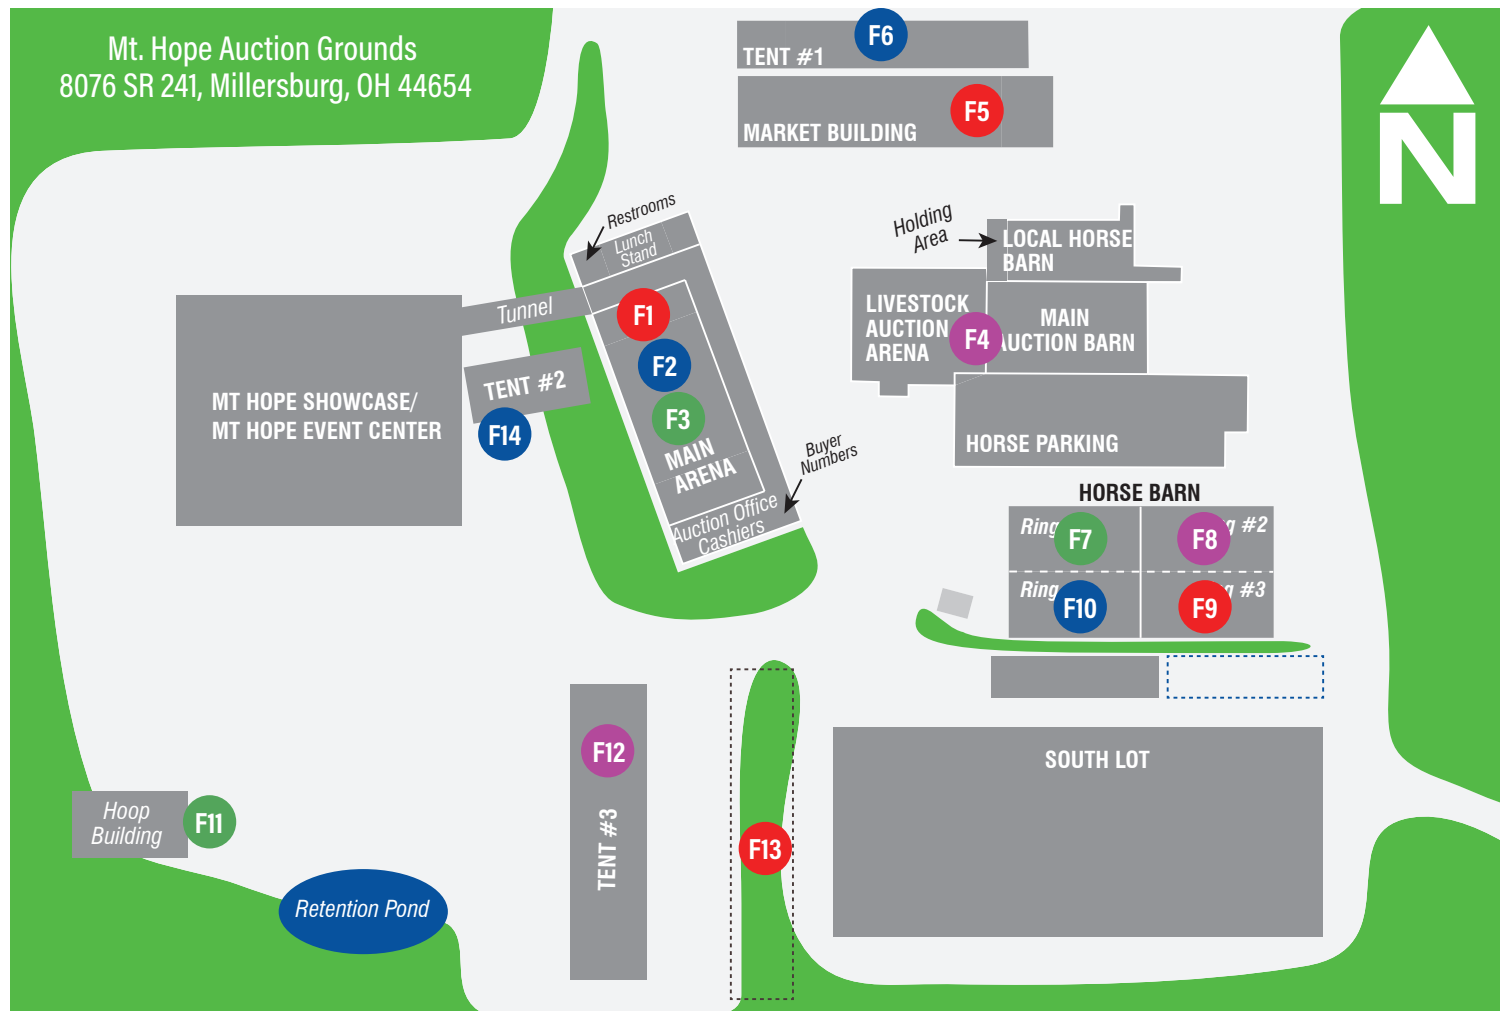 Mt. Hope Auction Grounds
8076 SR 241, Millersburg, OH 44654
F6
TENT #1
F5
MARKET BUILDING
N
Restrooms
Lunch
Stand
Holding
Area
LOCAL HORSE
BARN
Tunnel
F1
F2
F3
MAIN
ARENA
LIVESTOCK
AUCTION
ARENA
F4
MAIN
AUCTION BARN
TENT #2
F14
MT HOPE SHOWCASE/
MT HOPE EVENT CENTER
Buyer
Numbers
HORSE PARKING
Auction Office
Cashiers
HORSE BARN
Ring
F7
F8
#2
Ring
F10
F9
#3
SOUTH LOT
F12
TENT #3
F13
Hoop
Building
F11
Retention Pond